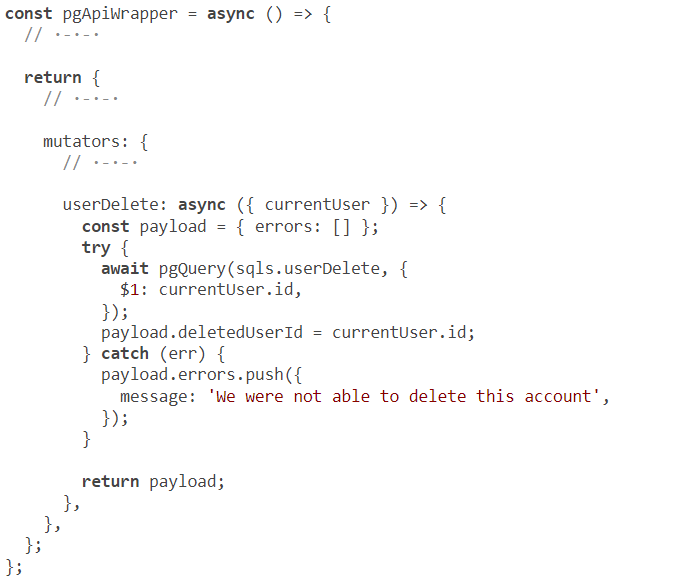 const pgApiWrapper = async () => {
  // ·-·-·

  return {
    // ·-·-·

    mutators: {
      // ·-·-·

      userDelete: async ({ currentUser }) => {
        const payload = { errors: [] };
        try {
          await pgQuery(sqls.userDelete, {
            $1: currentUser.id,
          });
          payload.deletedUserId = currentUser.id;
        } catch (err) {
          payload.errors.push({
            message: 'We were not able to delete this account',
          });
        }

        return payload;
      },
    },
  };
};